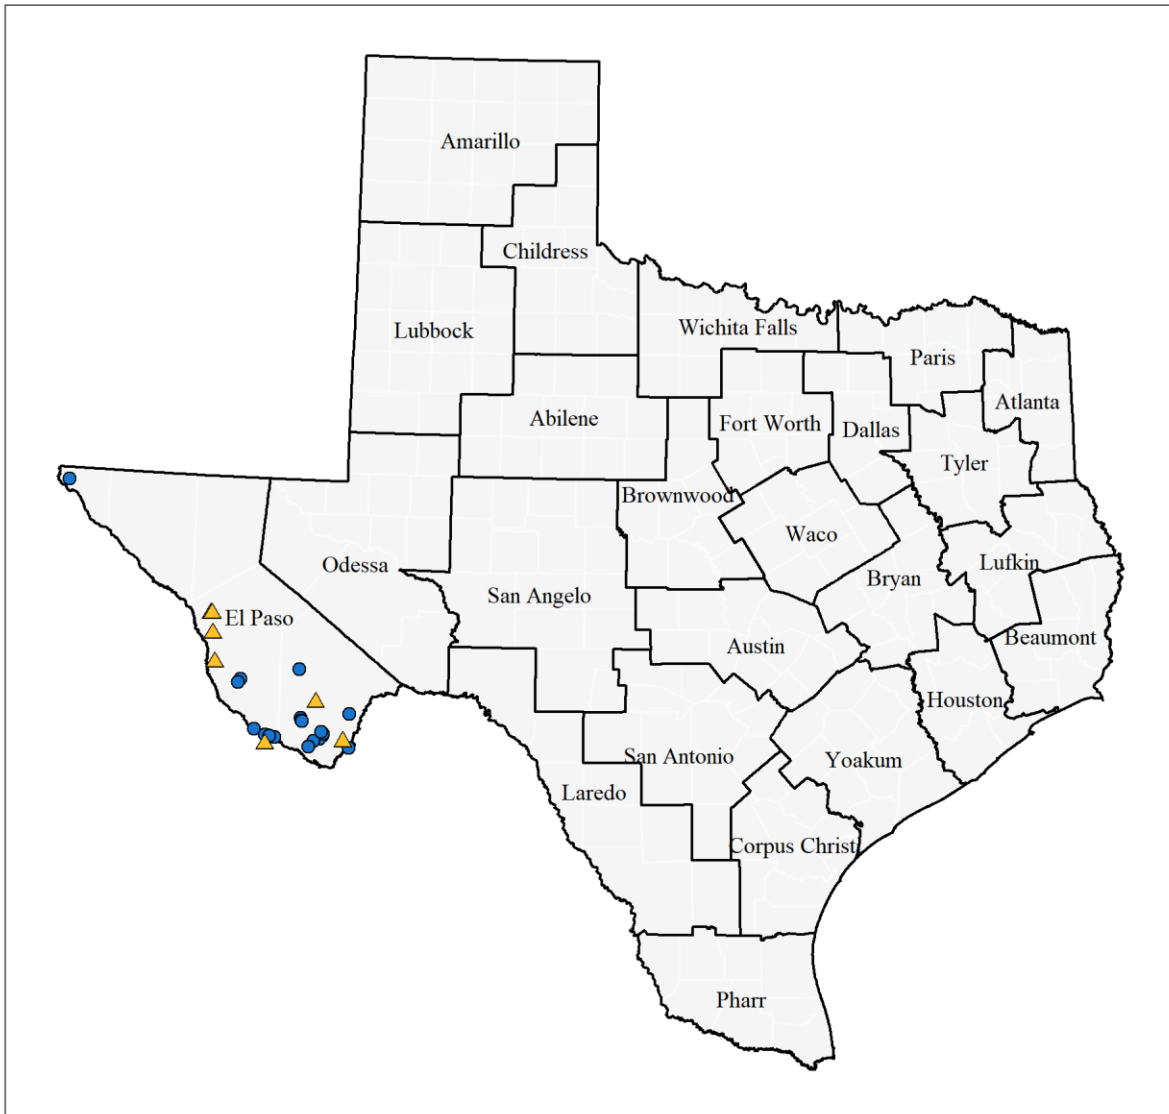 Amarillo
Childress
Lubbock
Wichita Falls
Paris
Atlanta
Abilene
Fort Worth
Dallas
Tyler
Brownwood
Waco
Odessa
San Angelo
Bryan
Lufkin
El Paso
Austin
Beaumont
Houston
San Antonio
Yoakum
Laredo
Corpus Christi
Pharr